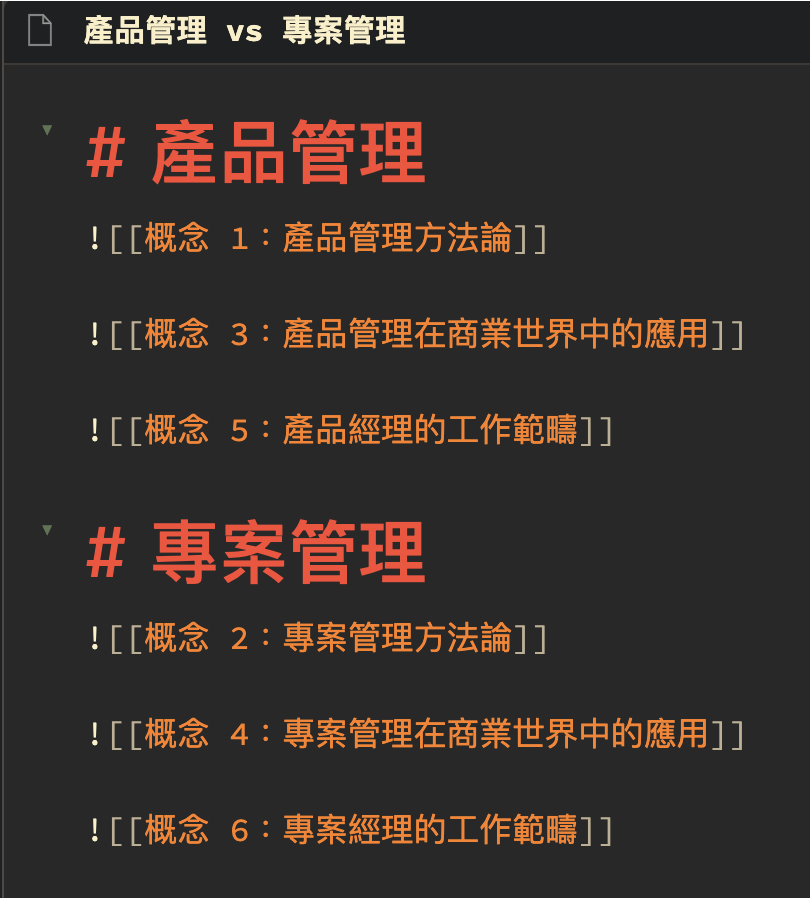 產品管理 vs 專案管理
# 產品管理
![[概念 1：產品管理方法論]]
![[概念 3：產品管理在商業世界中的應用]]
![[概念 5：產品經理的工作範疇]]
# 專案管理
![[概念 2：專案管理方法論]]
![[概念 4：專案管理在商業世界中的應用]]
![[概念 6：專案經理的工作範疇]]